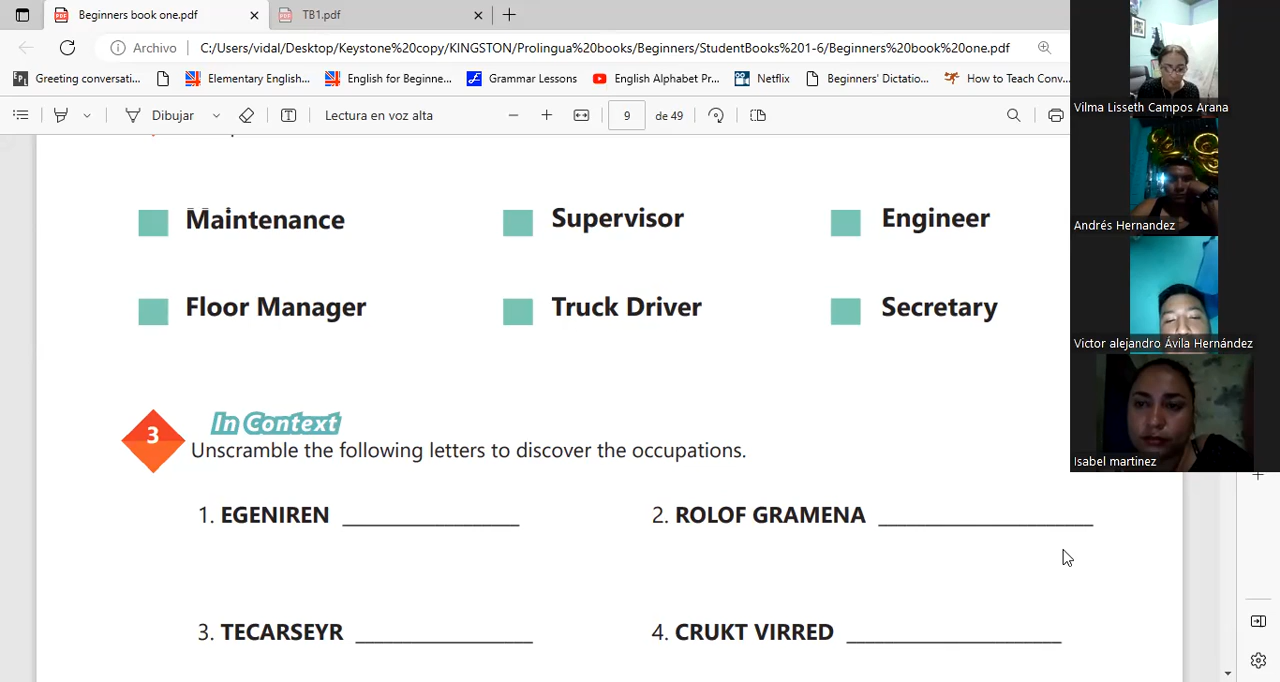 Beginners book one.pdf
TB1.pdf
Archivo
C:/Users/vidal/Desktop/Keystone%20copy/KINGSTON/Prolingua%20books/Beginners/StudentBooks%201-6/Beginners%20book%20one.pdf
Greeting conversati...
Elementary English...
English for Beginne...
Grammar Lessons
English Alphabet Pr...
Netflix
Beginners' Dictatio...
How to Teach Conv...
Dibujar
Lectura en voz alta
9
de 49
Vilma Lisseth Campos Arana
Andrés Hernandez
Victor alejandro Ávila Hernández
Isabel martinez
Maintenance
Supervisor
Engineer
Floor Manager
Truck Driver
Secretary
3
In Context
Unscramble the following letters to discover the occupations.
1. EGENIREN
2. ROLOF GRAMENA
3. TECARSEYR
4. CRUKT VIRRED